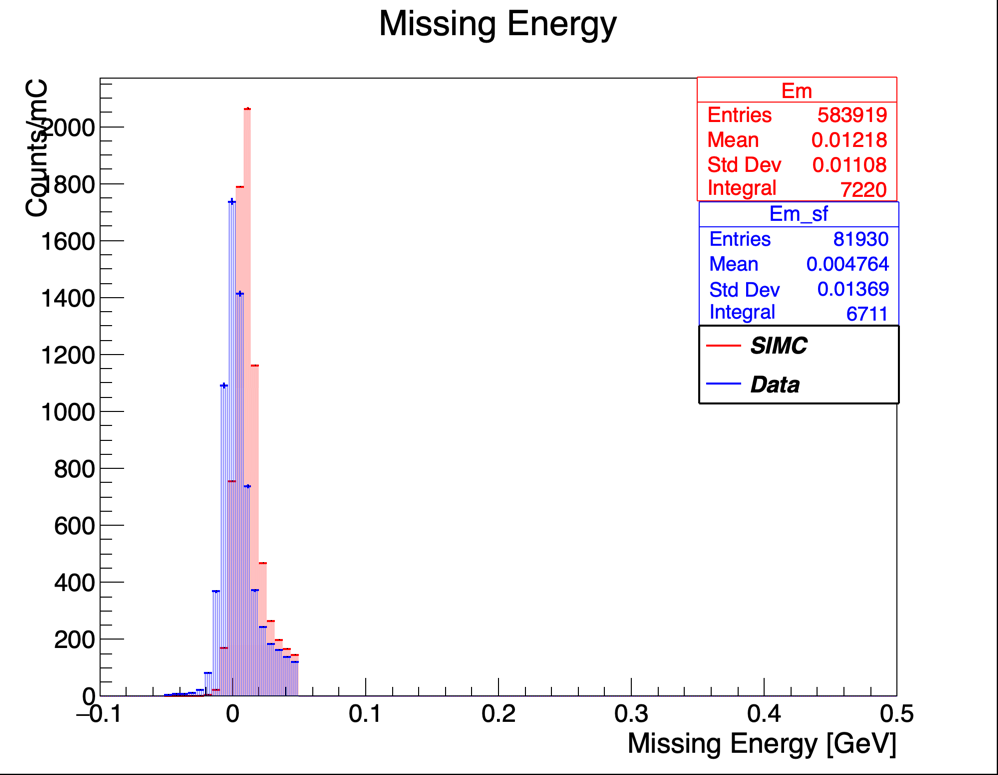 Missing Energy
Counts/mC
2000
1800
1600
1400
1200
1000
800
600
400
200
0
−0.1 0 0.1 0.2 0.3 0.4 0.5
Missing Energy [GeV]
Em
Entries 583919
Mean 0.01218
Std Dev 0.01108
Integral 7220
Em_sf
Entries 81930
Mean 0.004764
Std Dev 0.01369
Integral 6711
SIMC
Data